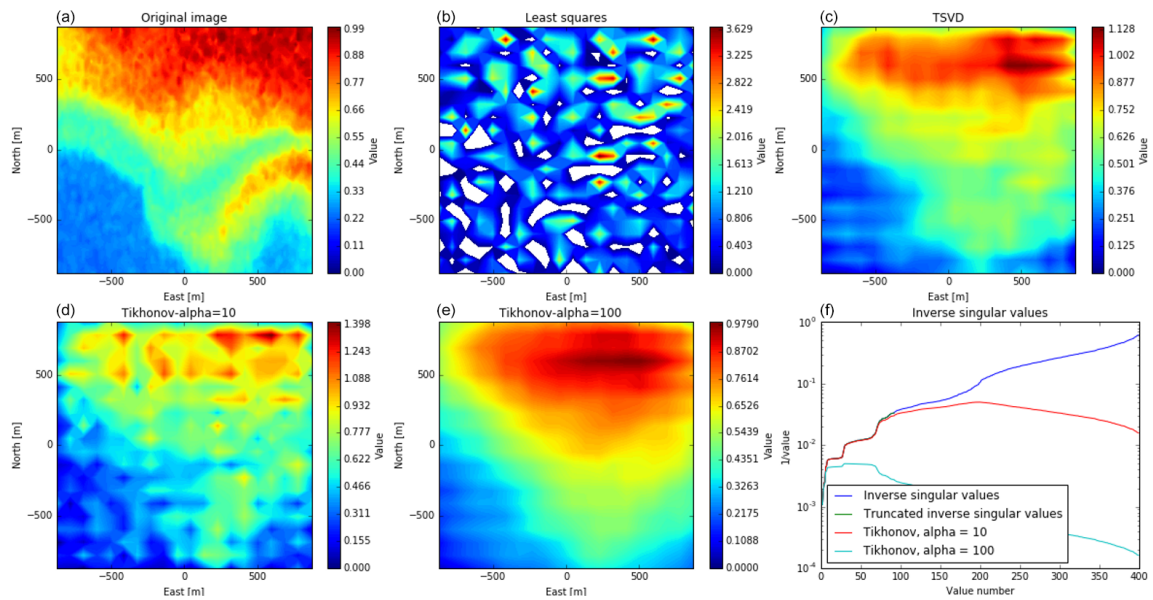 (a) Original image
0.99
0.88
0.77
0.66
0.55
0.44
0.33
0.22
0.11
0.00
Value
500
0
−500
North [m]
−500 0 500
East [m]
(b) Least squares
3.629
3.225
2.822
2.419
2.016
1.613
1.210
0.806
0.403
0.000
Value
500
0
−500
North [m]
−500 0 500
East [m]
(c) TSVD
1.128
1.002
0.877
0.752
0.626
0.501
0.376
0.251
0.125
0.000
Value
500
0
−500
North [m]
−500 0 500
East [m]
(d) Tikhonov-alpha=10
1.398
1.243
1.088
0.932
0.777
0.622
0.466
0.311
0.155
0.000
Value
500
0
−500
North [m]
−500 0 500
East [m]
(e) Tikhonov-alpha=100
0.9790
0.8702
0.7614
0.6526
0.5439
0.4351
0.3263
0.2175
0.1088
0.0000
Value
500
0
−500
North [m]
−500 0 500
East [m]
(f) Inverse singular values
10^0
10^-1
10^-2
10^-3
10^-4
1/value
Inverse singular values
Truncated inverse singular values
Tikhonov, alpha = 10
Tikhonov, alpha = 100
0 50 100 150 200 250 300 350 400
Value number